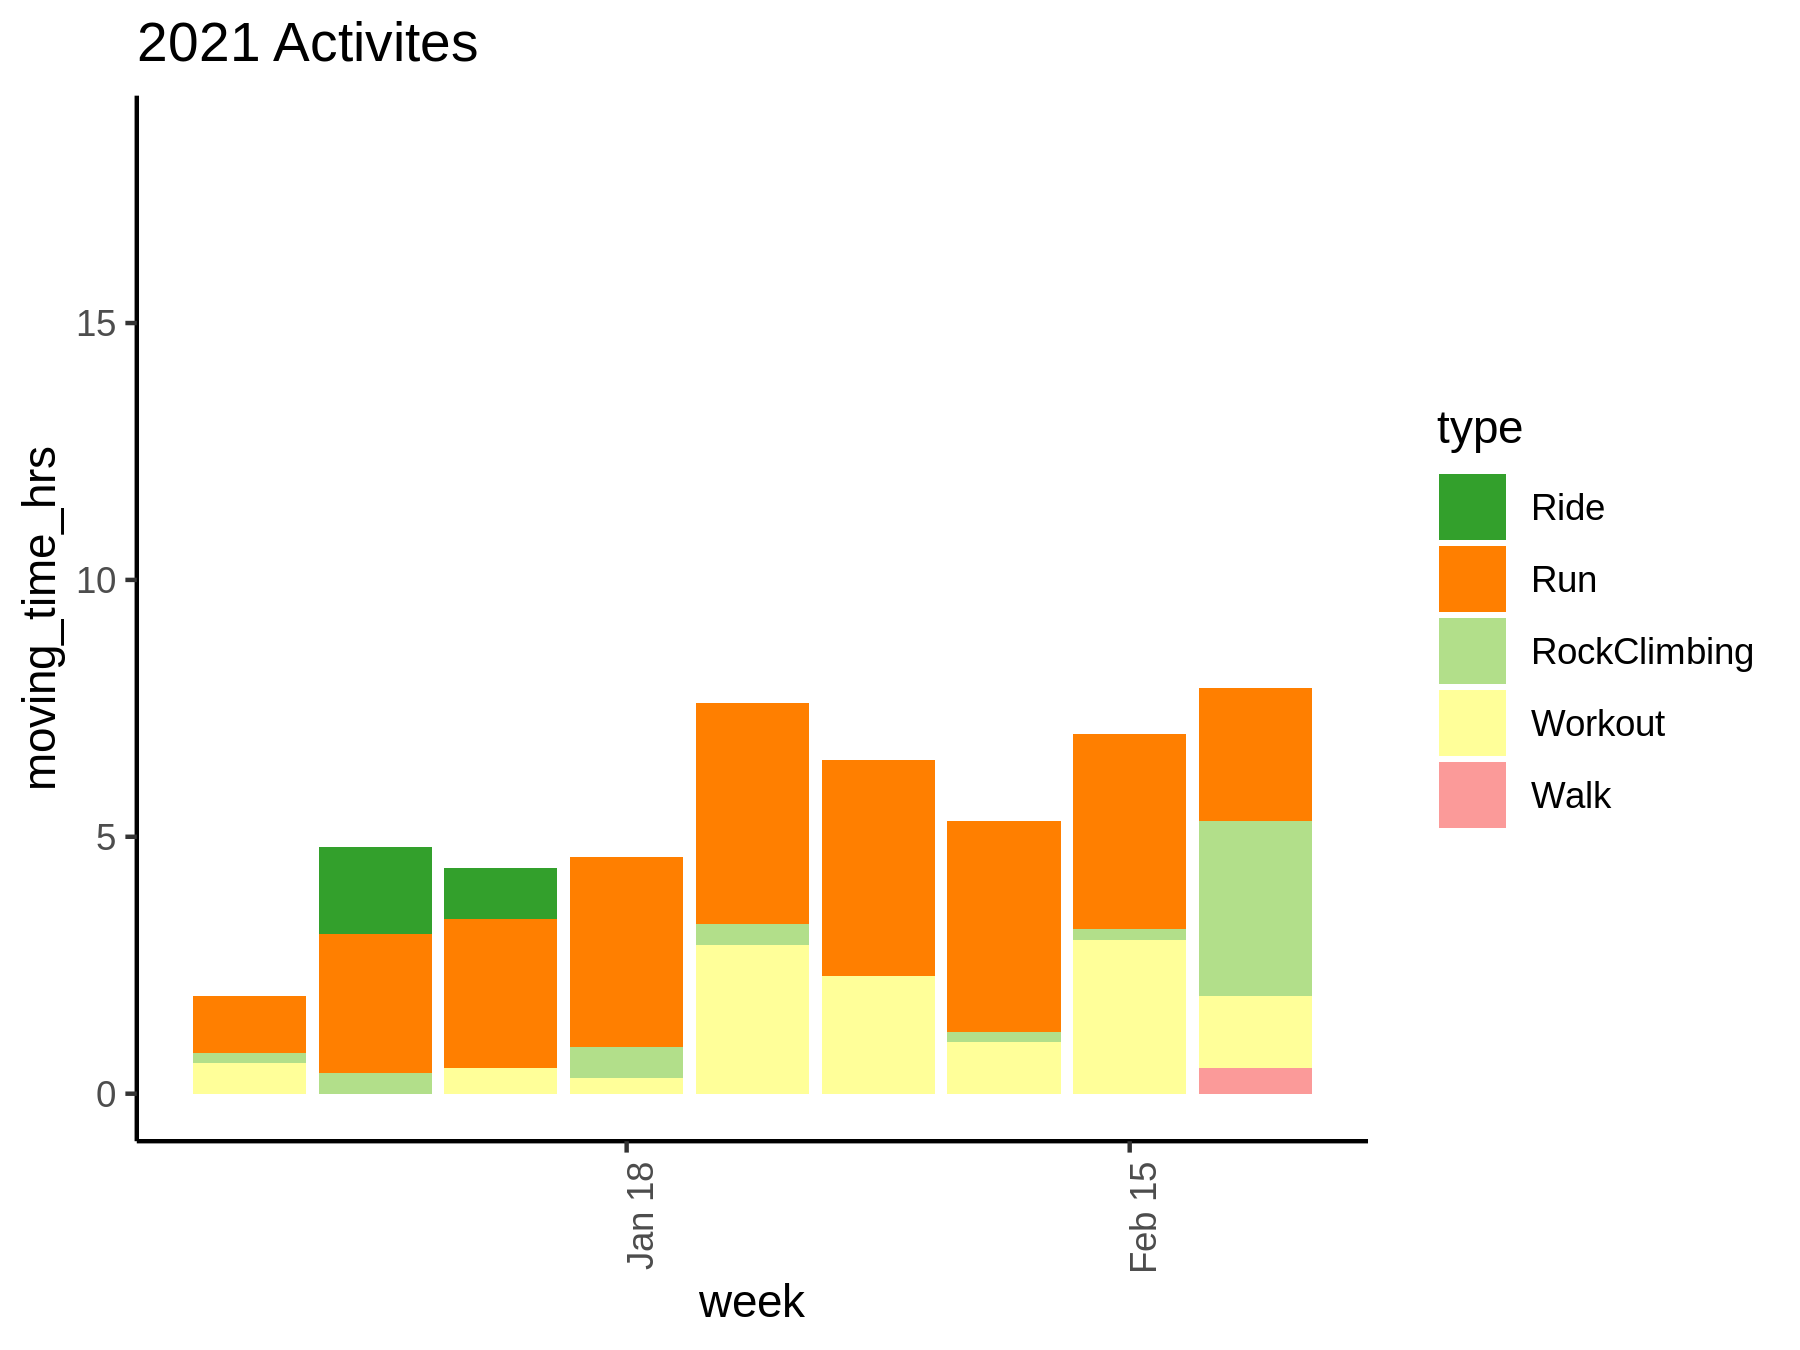 2021 Activites
moving_time_hrs
15
10
5
0
Jan 18
Feb 15
week
type
Ride
Run
RockClimbing
Workout
Walk